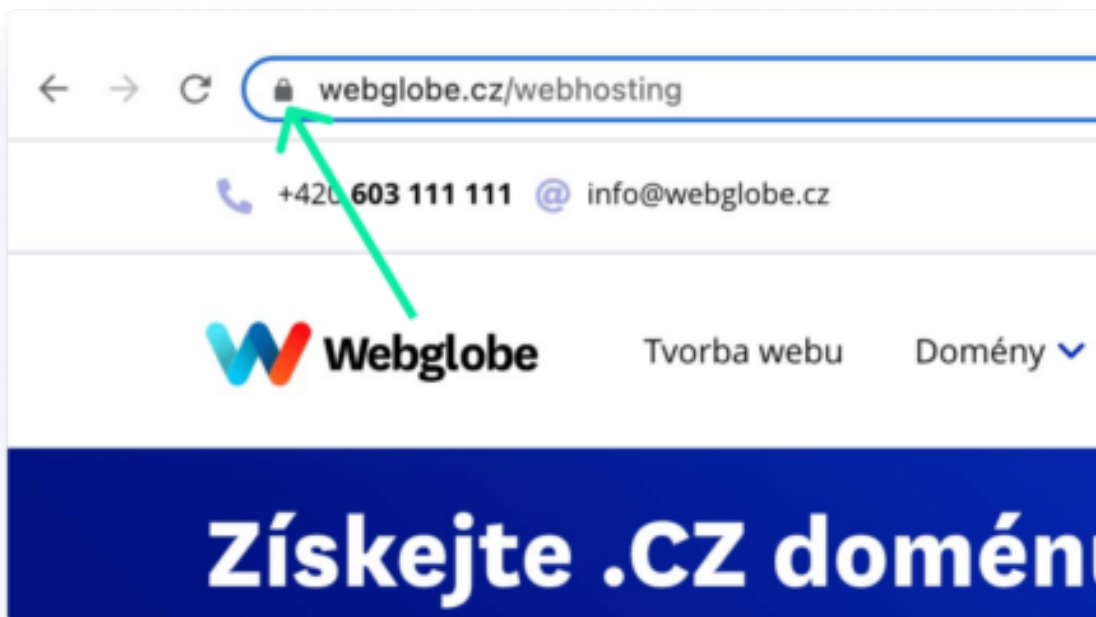 webglobe.cz/webhosting
+420 603 111 111 @ info@webglobe.cz
Webglobe Tvorba webu Domény
Získejte .CZ doménu